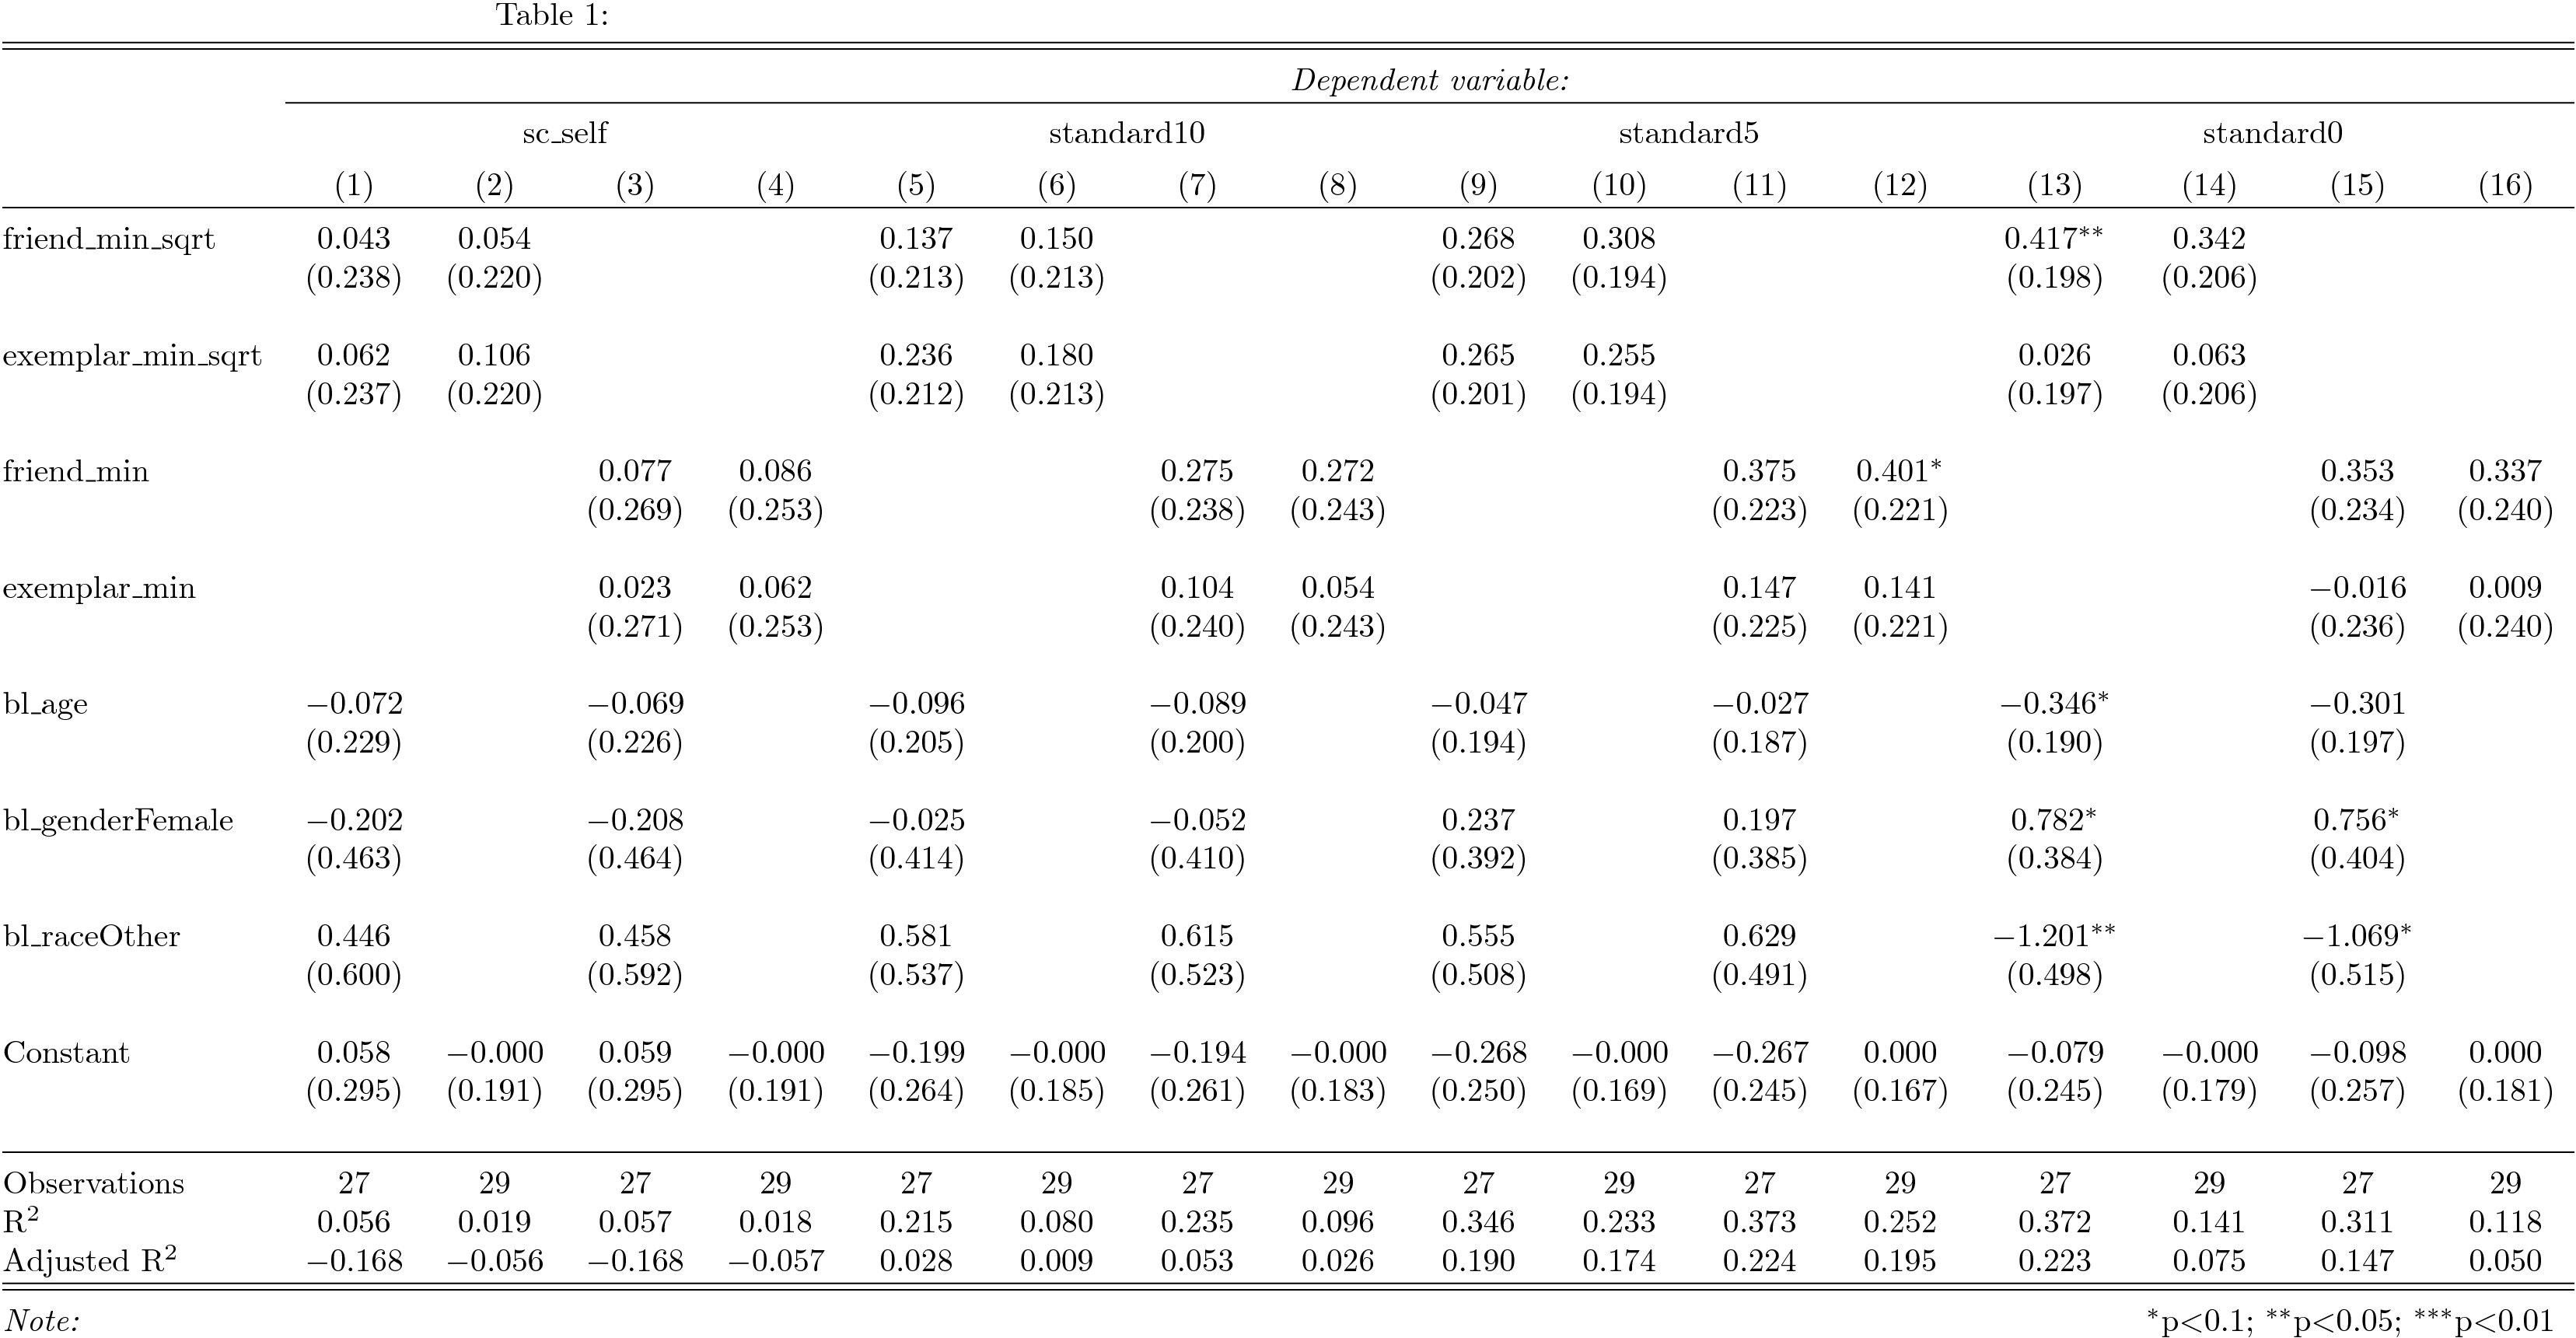 Table 1:
Dependent variable:
sc_self standard10 standard5 standard0
(1) (2) (3) (4) (5) (6) (7) (8) (9) (10) (11) (12) (13) (14) (15) (16)
friend_min_sqrt 0.043 0.054 0.137 0.150 0.268 0.308 0.417** 0.342
(0.238) (0.220) (0.213) (0.213) (0.202) (0.194) (0.198) (0.206)
exemplar_min_sqrt 0.062 0.106 0.236 0.180 0.265 0.255 0.026 0.063
(0.237) (0.220) (0.212) (0.213) (0.201) (0.194) (0.197) (0.206)
friend_min 0.077 0.086 0.275 0.272 0.375 0.401* 0.353 0.337
(0.269) (0.253) (0.238) (0.243) (0.223) (0.221) (0.234) (0.240)
exemplar_min 0.023 0.062 0.104 0.054 0.147 0.141 −0.016 0.009
(0.271) (0.253) (0.240) (0.243) (0.225) (0.221) (0.236) (0.240)
bl_age −0.072 −0.069 −0.096 −0.089 −0.047 −0.027 −0.346* −0.301
(0.229) (0.226) (0.205) (0.200) (0.194) (0.187) (0.190) (0.197)
bl_genderFemale −0.202 −0.208 −0.025 −0.052 0.237 0.197 0.782* 0.756*
(0.463) (0.464) (0.414) (0.410) (0.392) (0.385) (0.384) (0.404)
bl_raceOther 0.446 0.458 0.581 0.615 0.555 0.629 −1.201** −1.069*
(0.600) (0.592) (0.537) (0.523) (0.508) (0.491) (0.498) (0.515)
Constant 0.058 −0.000 0.059 −0.000 −0.199 −0.000 −0.194 −0.000 −0.268 −0.000 −0.267 0.000 −0.079 −0.000 −0.098 0.000
(0.295) (0.191) (0.295) (0.191) (0.264) (0.185) (0.261) (0.183) (0.250) (0.169) (0.245) (0.167) (0.245) (0.179) (0.257) (0.181)
Observations 27 29 27 29 27 29 27 29 27 29 27 29 27 29 27 29
R² 0.056 0.019 0.057 0.018 0.215 0.080 0.235 0.096 0.346 0.233 0.373 0.252 0.372 0.141 0.311 0.118
Adjusted R² −0.168 −0.056 −0.168 −0.057 0.028 0.009 0.053 0.026 0.190 0.174 0.224 0.195 0.223 0.075 0.147 0.050
Note: *p<0.1; **p<0.05; ***p<0.01